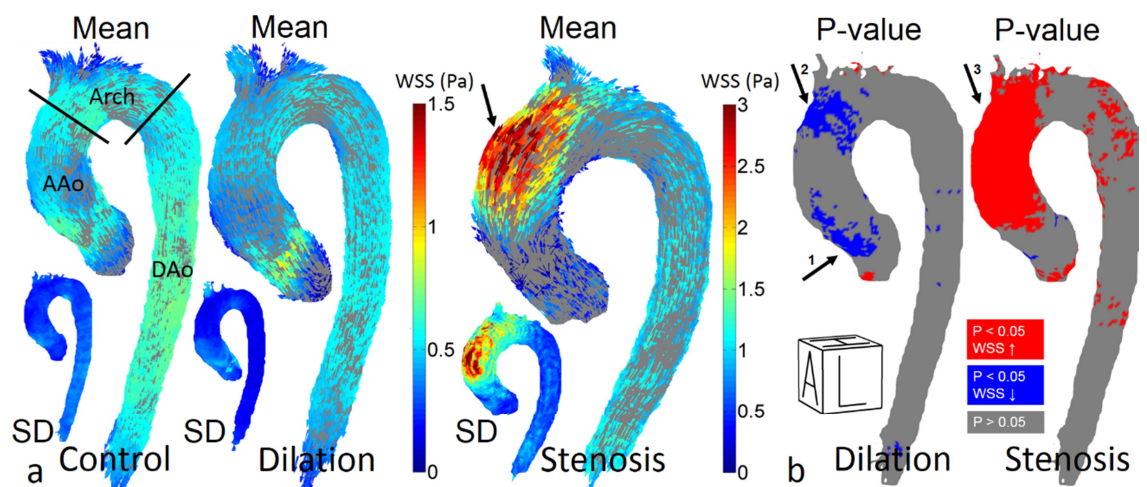 Mean
Mean
Mean
P-value
P-value
WSS (Pa)
1.5
1
0.5
0
WSS (Pa)
3
2.5
2
1.5
1
0.5
0
Arch
AAo
DAo
SD
SD
SD
2
1
3
A
L
H
P < 0.05
WSS ↑
P < 0.05
WSS ↓
P > 0.05
a
Control
Dilation
Stenosis
b
Dilation
Stenosis